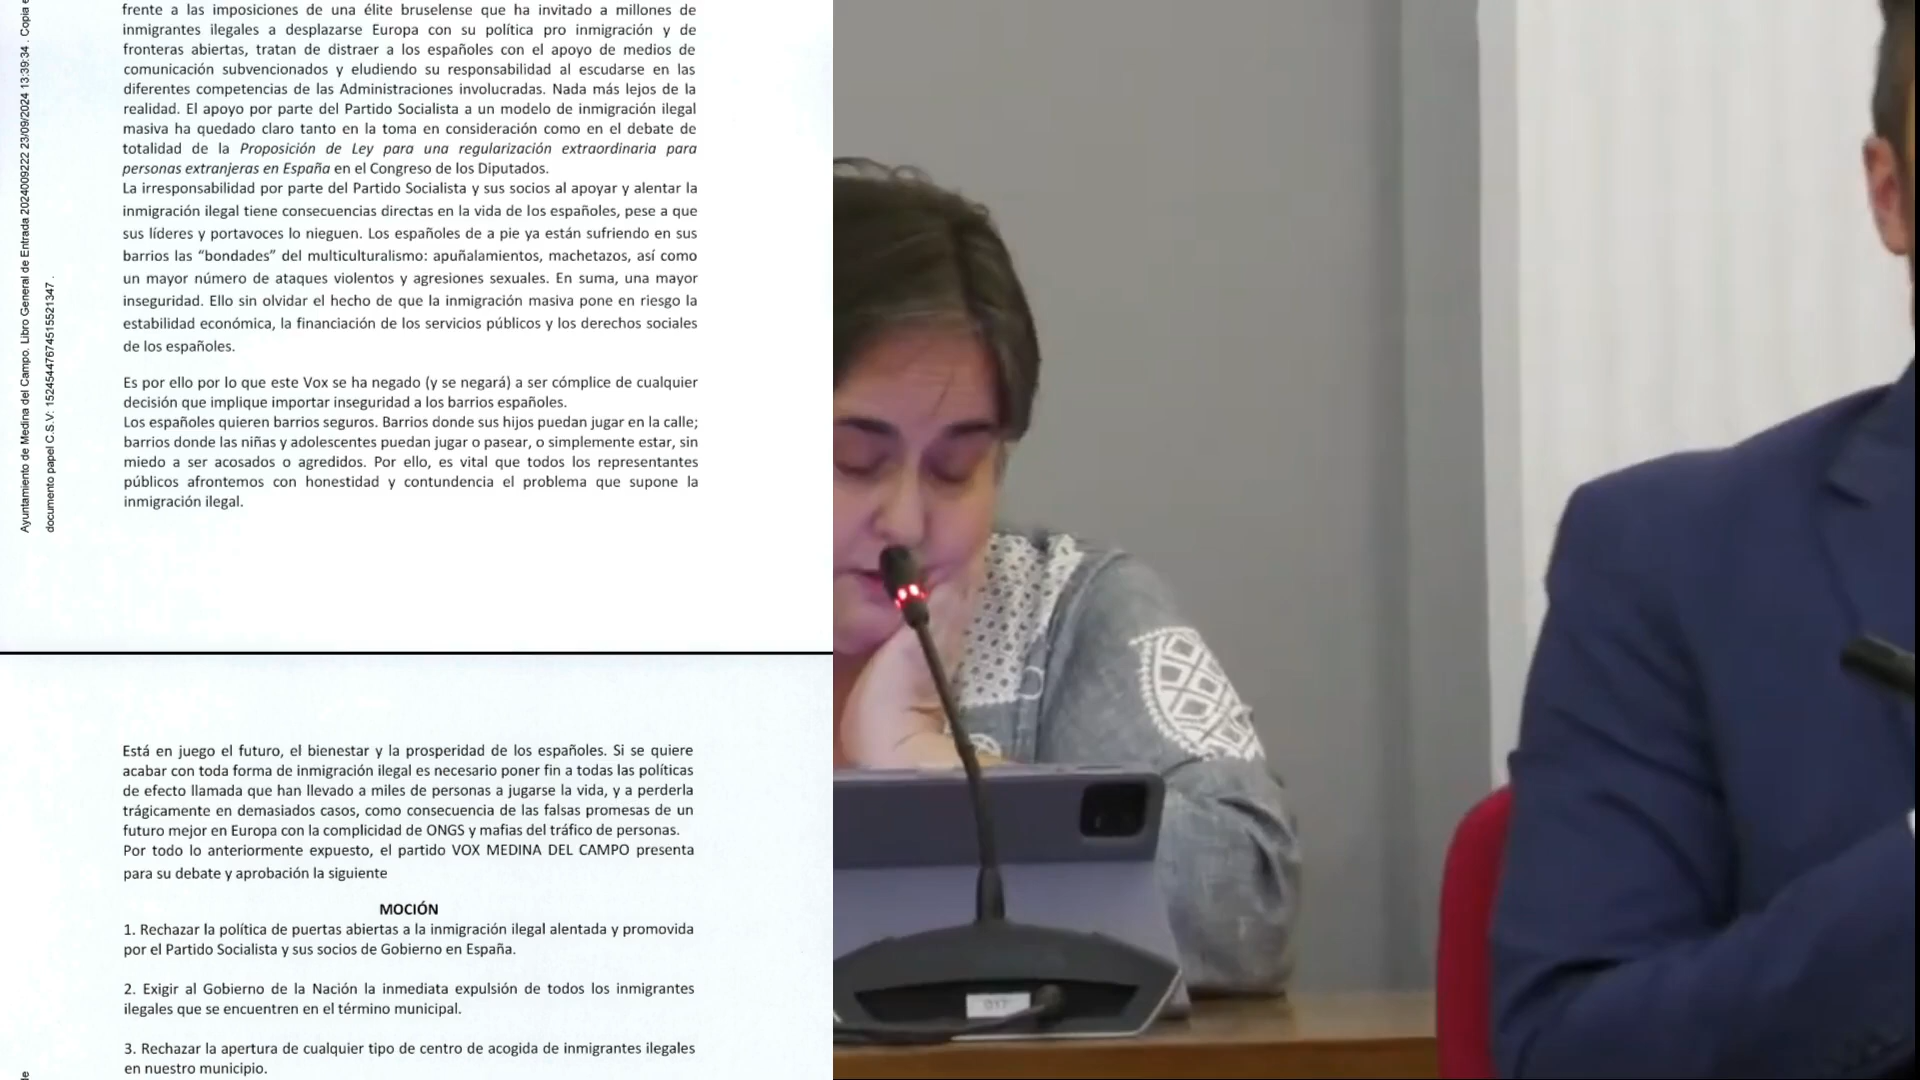 frente a las imposiciones de una élite bruselense que ha invitado a millones de
inmigrantes ilegales a desplazarse Europa con su política pro inmigración y de
fronteras abiertas, tratan de distraer a los españoles con el apoyo de medios de
comunicación subvencionados y eludiendo su responsabilidad al escudarse en las
diferentes competencias de las Administraciones involucradas. Nada más lejos de la
realidad. El apoyo por parte del Partido Socialista a un modelo de inmigración ilegal
masiva ha quedado claro tanto en la toma en consideración como en el debate de
totalidad de la Proposición de Ley para una regularización extraordinaria para
personas extranjeras en España en el Congreso de los Diputados.
La irresponsabilidad por parte del Partido Socialista y sus socios al apoyar y alentar la
inmigración ilegal tiene consecuencias directas en la vida de los españoles, pese a que
sus líderes y portavoces lo nieguen. Los españoles de a pie ya están sufriendo en sus
barrios las “bondades” del multiculturalismo: apuñalamientos, machetazos, así como
un mayor número de ataques violentos y agresiones sexuales. En suma, una mayor
inseguridad. Ello sin olvidar el hecho de que la inmigración masiva pone en riesgo la
estabilidad económica, la financiación de los servicios públicos y los derechos sociales
de los españoles.
Es por ello por lo que este Vox se ha negado (y se negará) a ser cómplice de cualquier
decisión que implique importar inseguridad a los barrios españoles.
Los españoles quieren barrios seguros. Barrios donde sus hijos puedan jugar en la calle;
barrios donde las niñas y adolescentes puedan jugar o pasear, o simplemente estar, sin
miedo a ser acosados o agredidos. Por ello, es vital que todos los representantes
públicos afrontemos con honestidad y contundencia el problema que supone la
inmigración ilegal.
Ayuntamiento de Medina del Campo. Libro General de Entrada 2024009222 23/09/2024 13:39:34 . Copia
documento papel C.S.V: 15245447674515521347 .
Está en juego el futuro, el bienestar y la prosperidad de los españoles. Si se quiere
acabar con toda forma de inmigración ilegal es necesario poner fin a todas las políticas
de efecto llamada que han llevado a miles de personas a jugarse la vida, y a perderla
trágicamente en demasiados casos, como consecuencia de las falsas promesas de un
futuro mejor en Europa con la complicidad de ONGS y mafias del tráfico de personas.
Por todo lo anteriormente expuesto, el partido VOX MEDINA DEL CAMPO presenta
para su debate y aprobación la siguiente
MOCIÓN
1. Rechazar la política de puertas abiertas a la inmigración ilegal alentada y promovida
por el Partido Socialista y sus socios de Gobierno en España.
2. Exigir al Gobierno de la Nación la inmediata expulsión de todos los inmigrantes
ilegales que se encuentren en el término municipal.
3. Rechazar la apertura de cualquier tipo de centro de acogida de inmigrantes ilegales
en nuestro municipio.